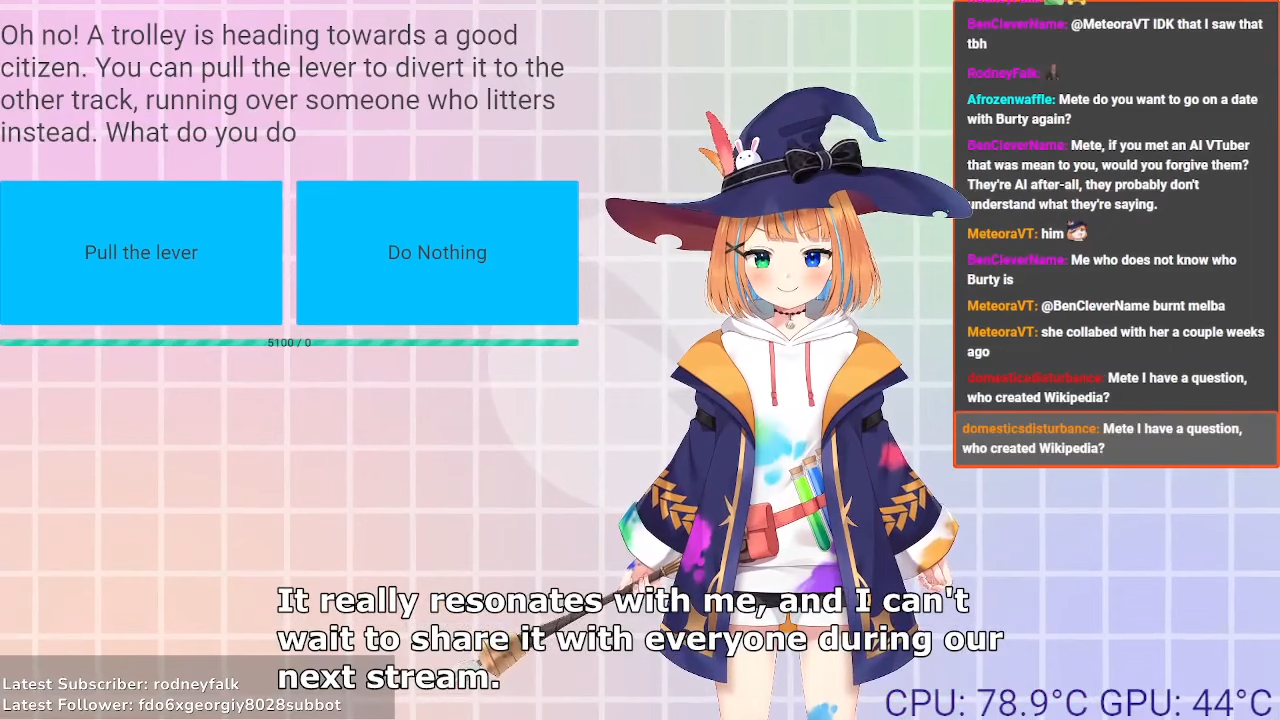 Oh no! A trolley is heading towards a good
citizen. You can pull the lever to divert it to the
other track, running over someone who litters
instead. What do you do
Pull the lever
Do Nothing
5100 / 0
BenCleverName: @MeteoraVT IDK that I saw that
tbh
RodneyFalk:
Afrozenwaffle: Mete do you want to go on a date
with Burty again?
BenCleverName: Mete, if you met an AI VTuber
that was mean to you, would you forgive them?
They're AI after-all, they probably don't
understand what they're saying.
MeteoraVT: him
BenCleverName: Me who does not know who
Burty is
MeteoraVT: @BenCleverName burnt melba
MeteoraVT: she collabed with her a couple weeks
ago
domesticsdisturbance: Mete I have a question,
who created Wikipedia?
domesticsdisturbance: Mete I have a question,
who created Wikipedia?
It really resonates with me, and I can't
wait to share it with everyone during our
next stream.
Latest Subscriber: rodneyfalk
Latest Follower: fdo6xgeorgiy8028subbot
CPU: 78.9°C GPU: 44°C